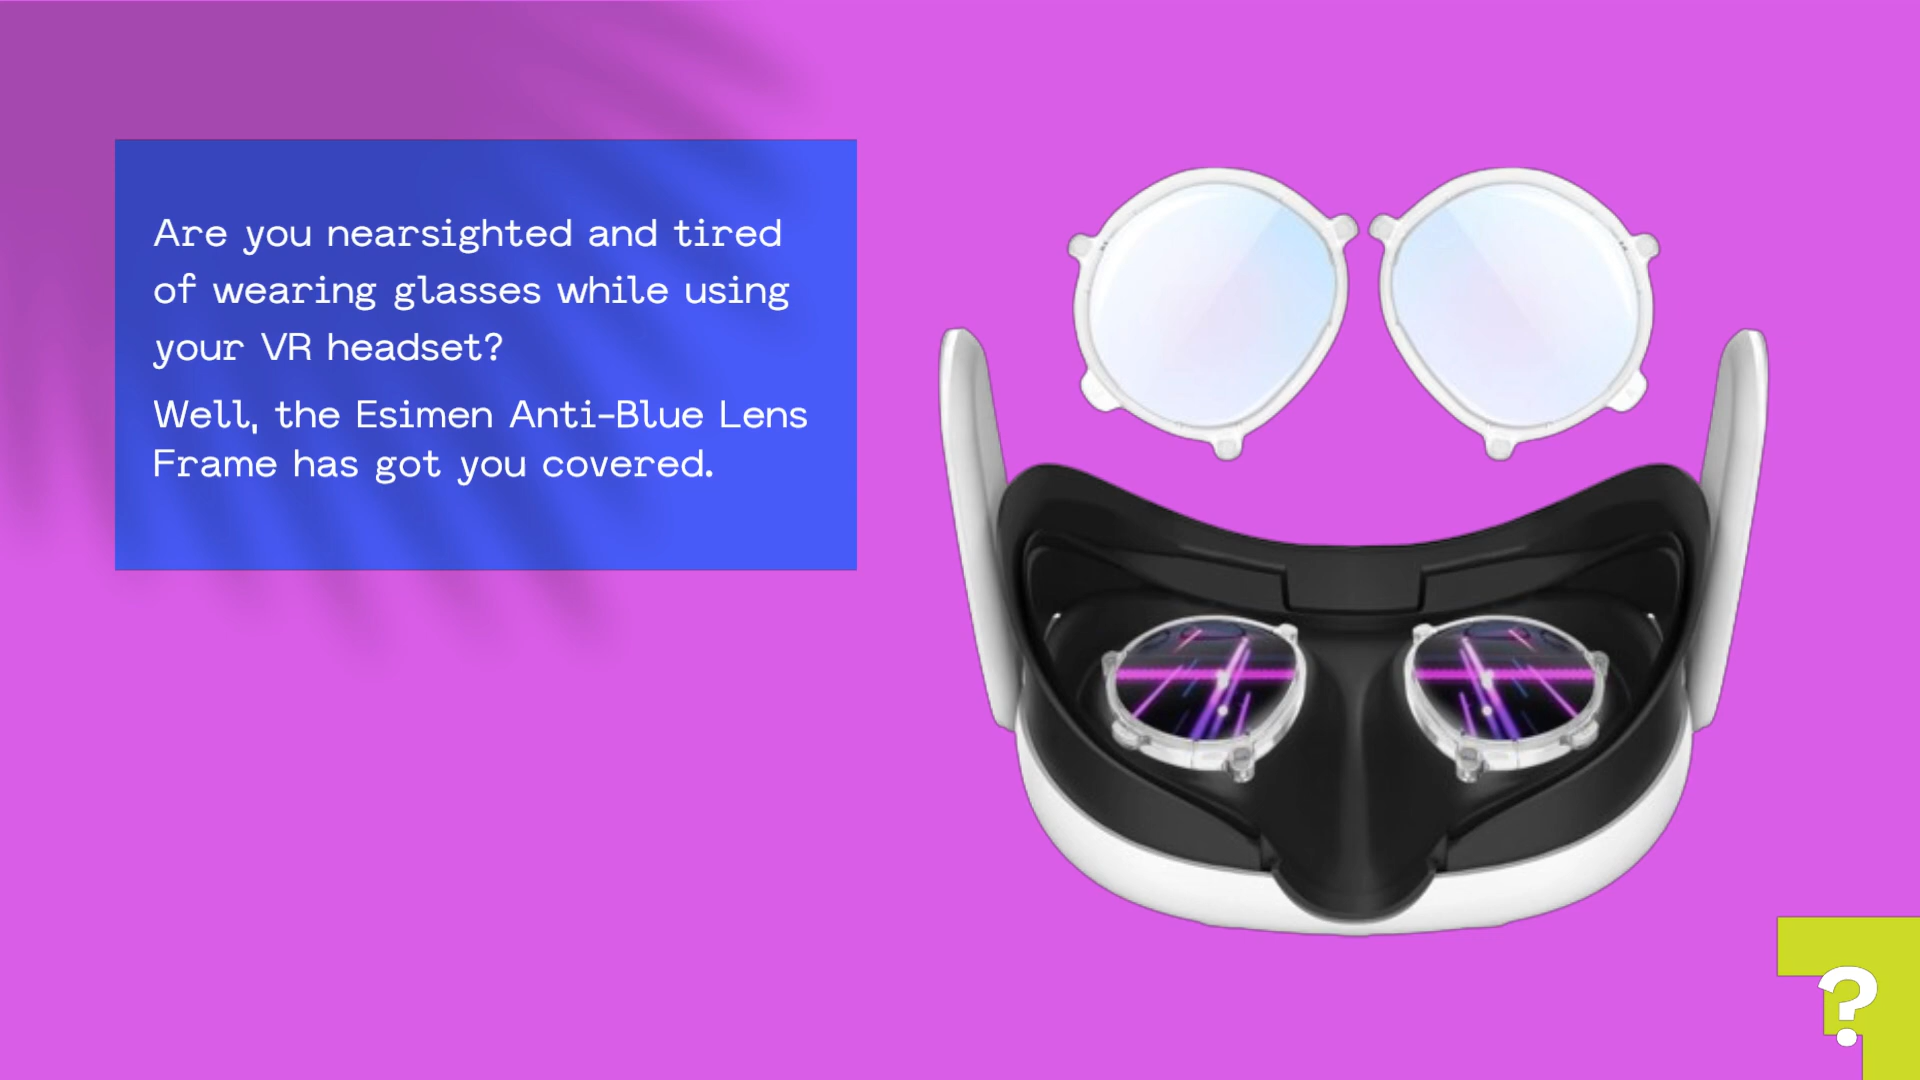 Are you nearsighted and tired
of wearing glasses while using
your VR headset?
Well, the Esimen Anti-Blue Lens
Frame has got you covered.
?